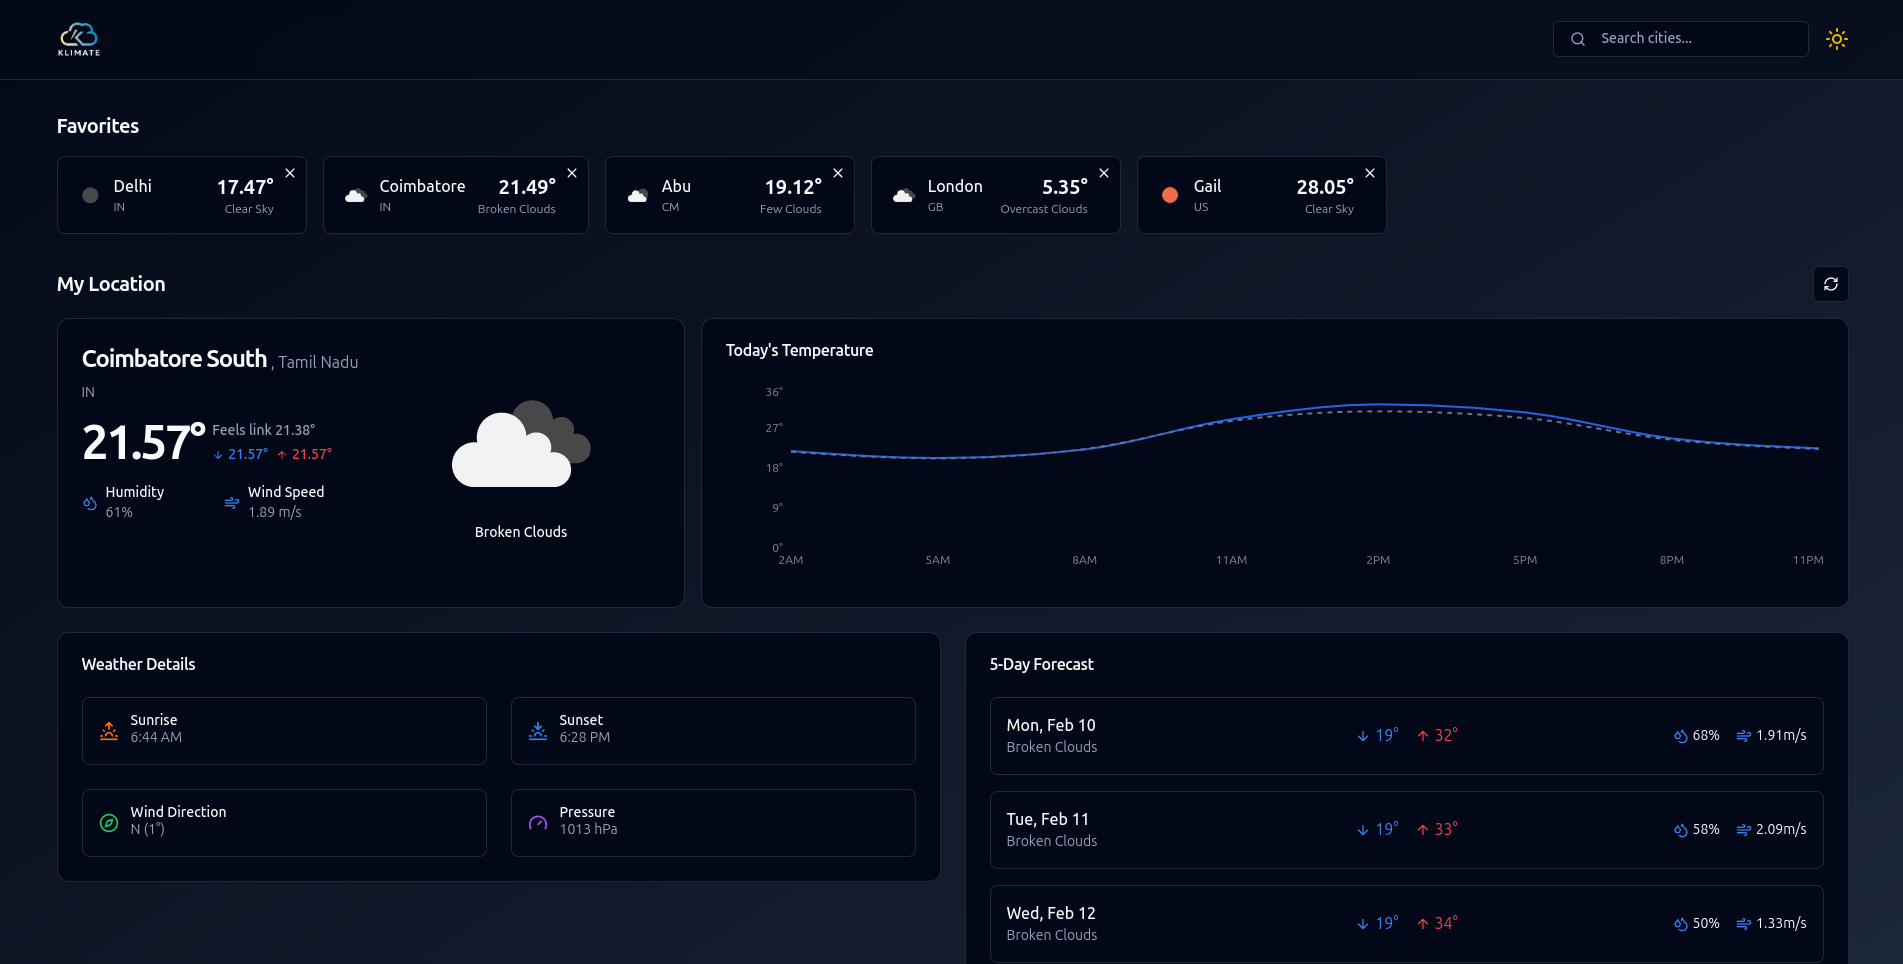 KLIMATE
Search cities...
Favorites
Delhi 17.47°
IN Clear Sky
Coimbatore 21.49°
IN Broken Clouds
Abu 19.12°
CM Few Clouds
London 5.35°
GB Overcast Clouds
Gail 28.05°
US Clear Sky
My Location
Coimbatore South , Tamil Nadu
IN
21.57° Feels link 21.38°
↓ 21.57° ↑ 21.57°
Humidity
61%
Wind Speed
1.89 m/s
Broken Clouds
Today's Temperature
36°
27°
18°
9°
0°
2AM 5AM 8AM 11AM 2PM 5PM 8PM 11PM
Weather Details
Sunrise
6:44 AM
Sunset
6:28 PM
Wind Direction
N (1°)
Pressure
1013 hPa
5-Day Forecast
Mon, Feb 10
Broken Clouds
↓ 19° ↑ 32° 68% 1.91m/s
Tue, Feb 11
Broken Clouds
↓ 19° ↑ 33° 58% 2.09m/s
Wed, Feb 12
Broken Clouds
↓ 19° ↑ 34° 50% 1.33m/s